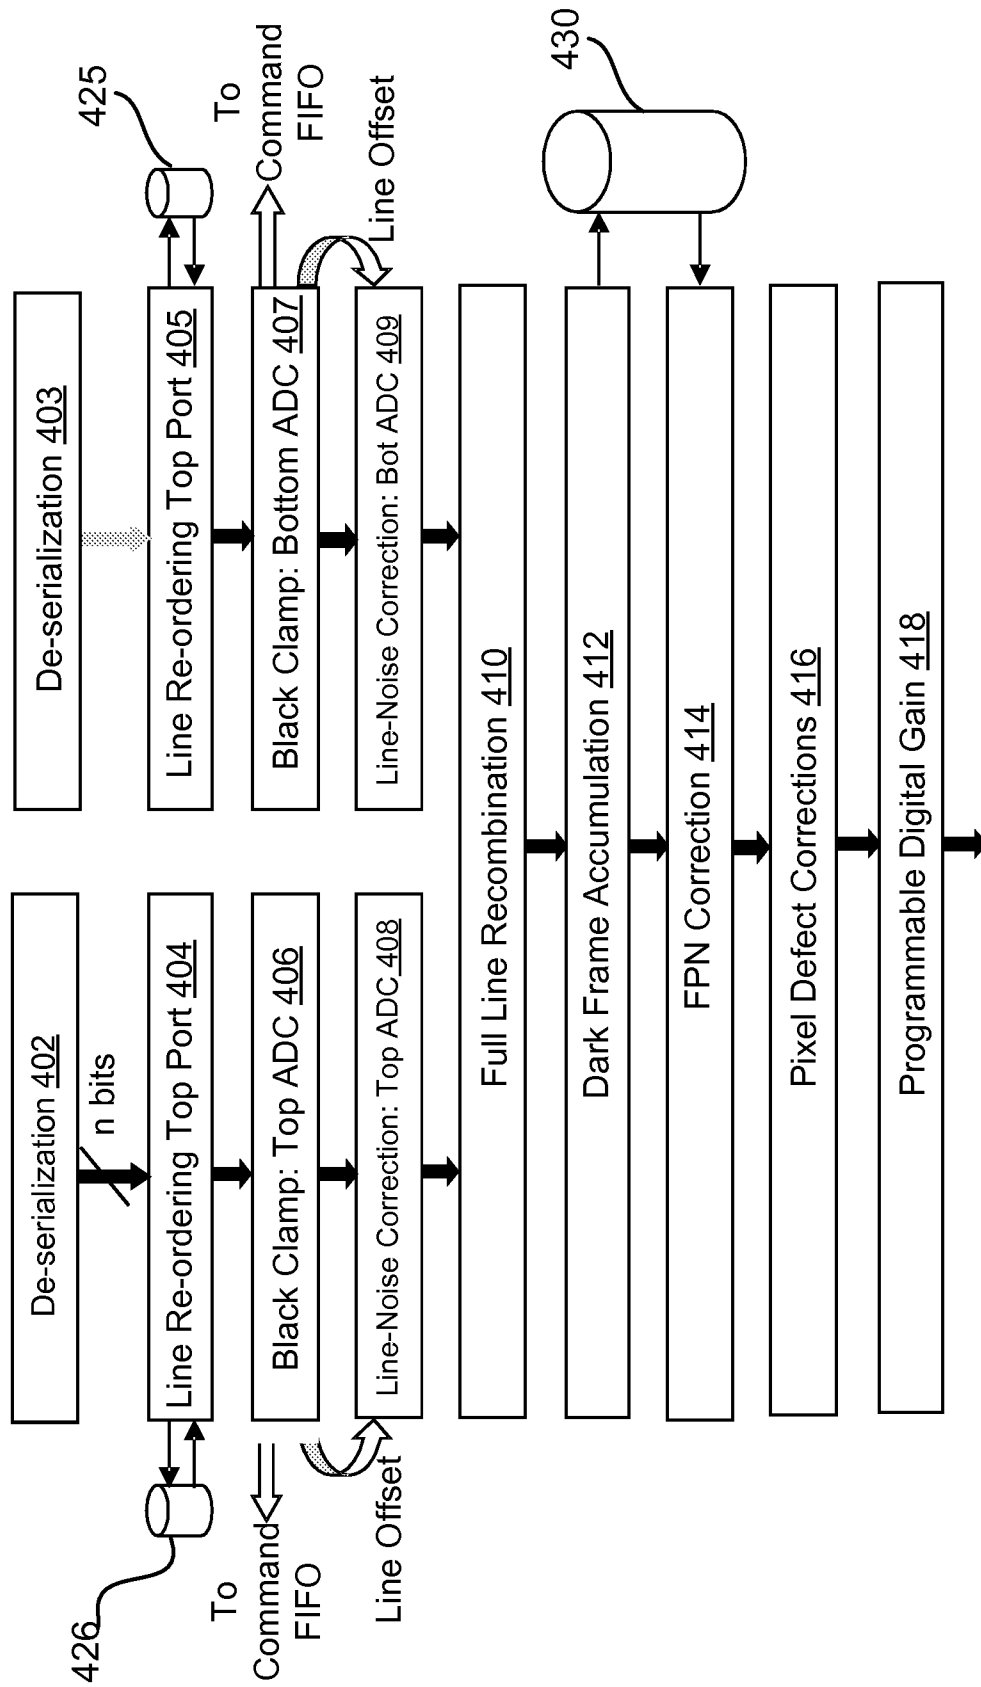 De-serialization 402
De-serialization 403
n bits
426
425
Line Re-ordering Top Port 404
Line Re-ordering Top Port 405
To
Command
FIFO
To
Command
FIFO
Black Clamp: Top ADC 406
Black Clamp: Bottom ADC 407
Line Offset
Line Offset
Line-Noise Correction: Top ADC 408
Line-Noise Correction: Bot ADC 409
Full Line Recombination 410
Dark Frame Accumulation 412
430
FPN Correction 414
Pixel Defect Corrections 416
Programmable Digital Gain 418